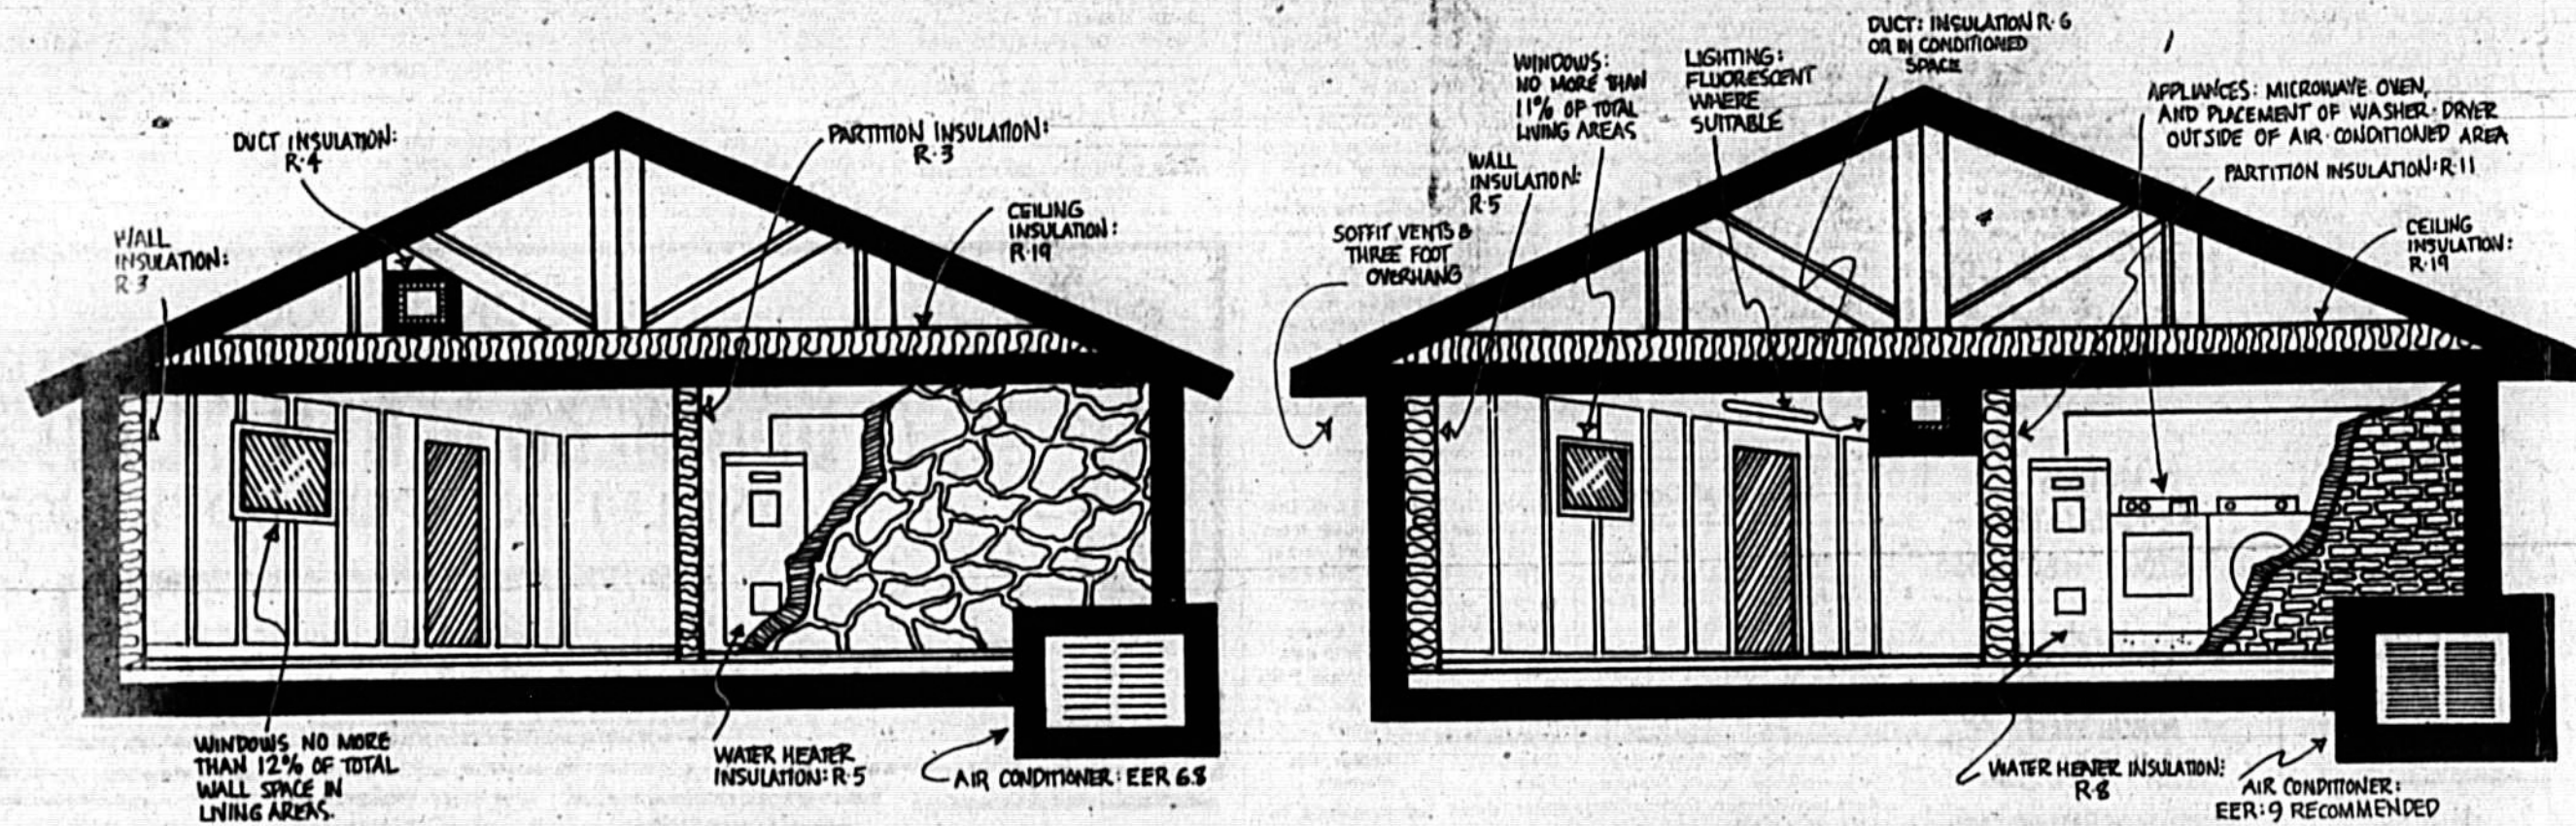 DUCT INSULATION:
R-4
PARTITION INSULATION:
R-3
WALL
INSULATION:
R-3
CEILING
INSULATION:
R-19
WINDOWS NO MORE
THAN 12% OF TOTAL
WALL SPACE IN
LIVING AREAS.
WATER HEATER
INSULATION: R-5
AIR CONDITIONER: EER 6.8
SOFFIT VENTS &
THREE FOOT
OVERHANG
WALL
INSULATION:
R-5
WINDOWS:
NO MORE THAN
11% OF TOTAL
LIVING AREAS
LIGHTING:
FLUORESCENT
WHERE
SUITABLE
DUCT: INSULATION R-6
OR IN CONDITIONED
SPACE
APPLIANCES: MICROWAVE OVEN,
AND PLACEMENT OF WASHER-DRYER
OUTSIDE OF AIR-CONDITIONED AREA
PARTITION INSULATION: R-11
CEILING
INSULATION:
R-19
WATER HEATER INSULATION:
R-8
AIR CONDITIONER:
EER: 9 RECOMMENDED